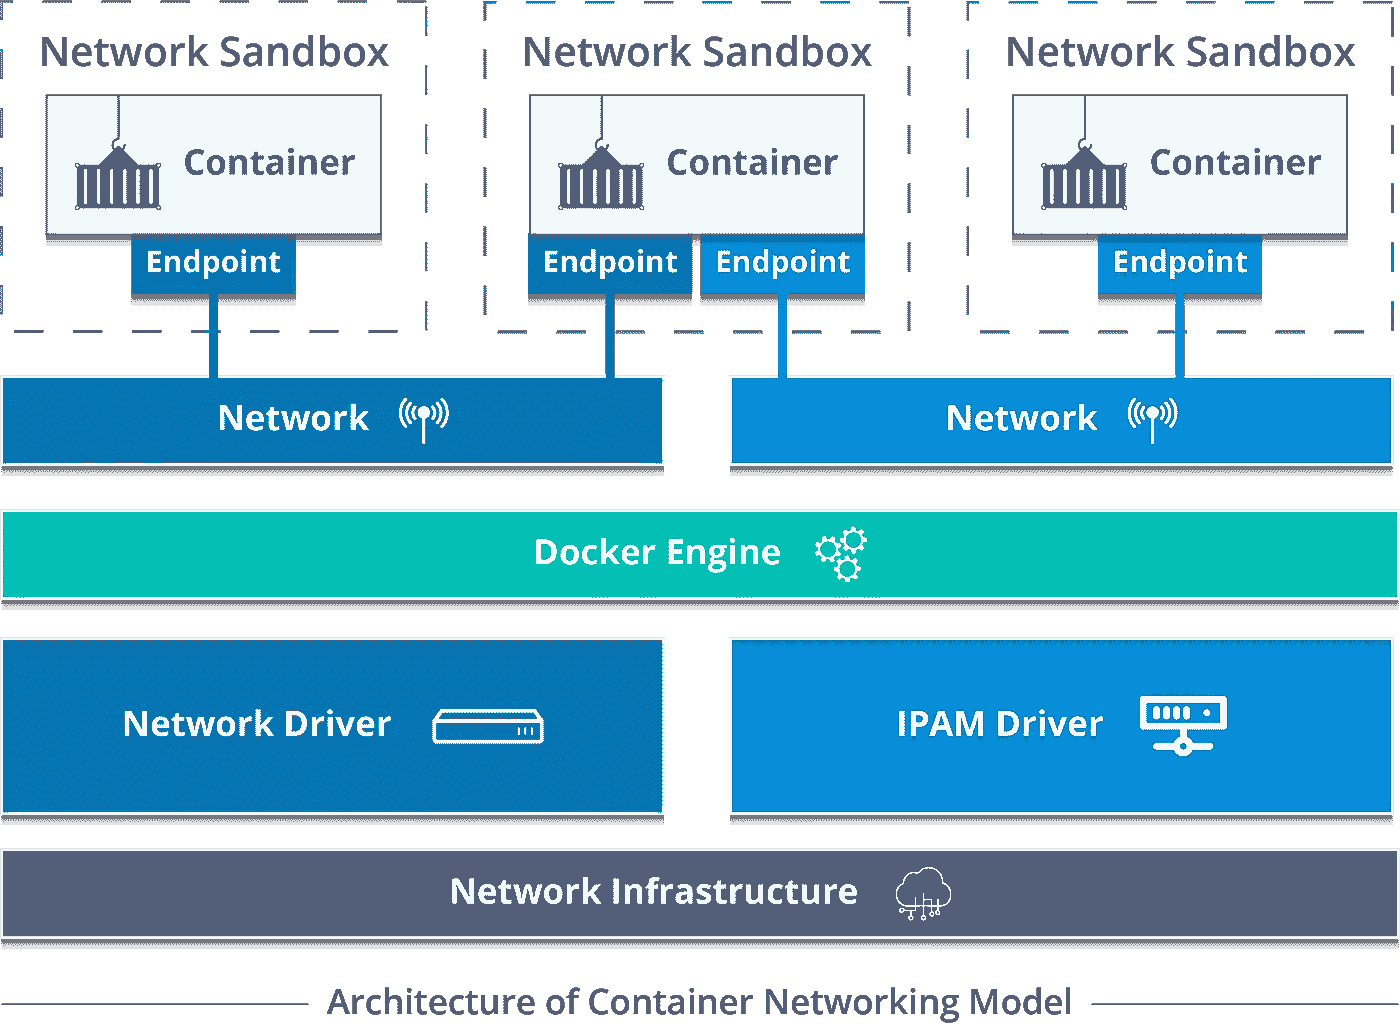 Network Sandbox
Network Sandbox
Network Sandbox
Container
Container
Container
Endpoint
Endpoint
Endpoint
Endpoint
Network
Network
Docker Engine
Network Driver
IPAM Driver
Network Infrastructure
Architecture of Container Networking Model